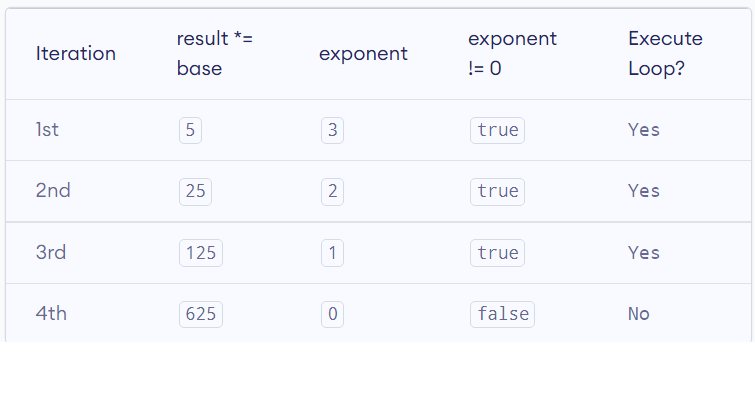 Iteration result *= base exponent exponent != 0 Execute Loop?
1st 5 3 true Yes
2nd 25 2 true Yes
3rd 125 1 true Yes
4th 625 0 false No